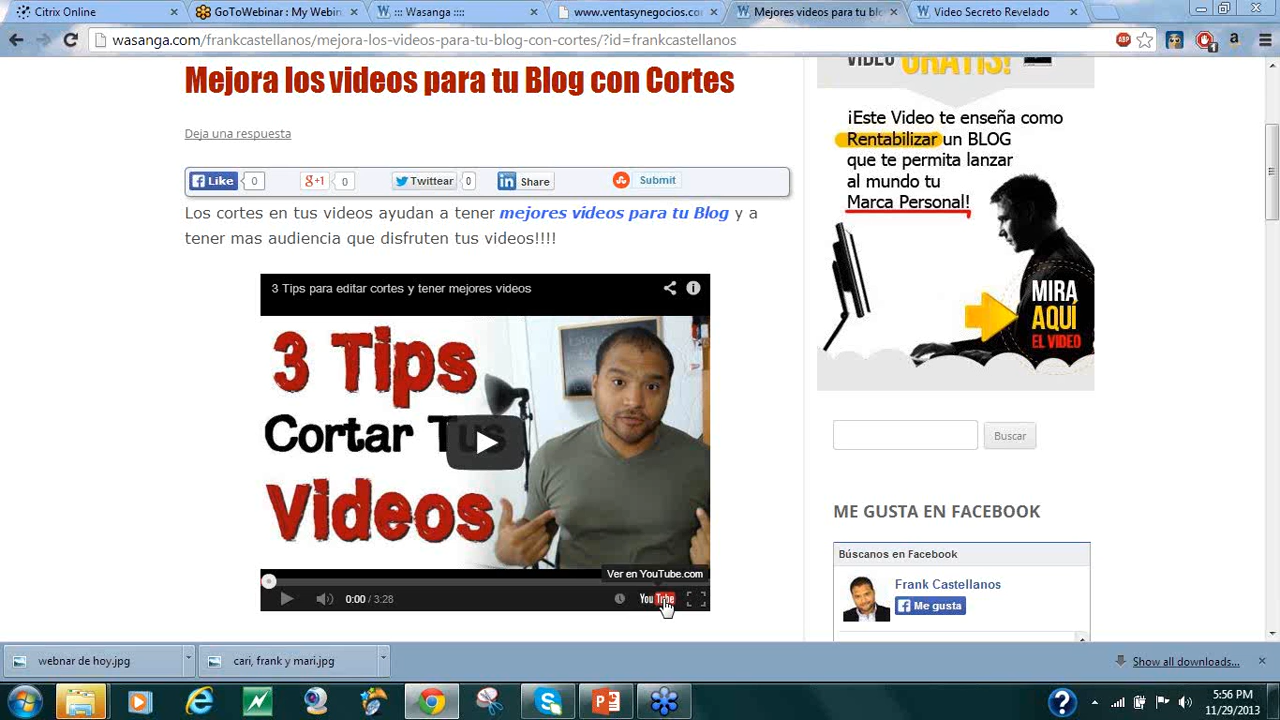 Citrix Online
GoToWebinar : My Webin
::: Wasanga ::::
www.ventasynegocios.co
Mejores videos para tu blo
Video Secreto Revelado
wasanga.com/frankcastellanos/mejora-los-videos-para-tu-blog-con-cortes/?id=frankcastellanos
ABP
1
Mejora los videos para tu Blog con Cortes
Deja una respuesta
Like 0
g+1 0
Twittear 0
in Share
Submit
Los cortes en tus videos ayudan a tener mejores videos para tu Blog y a
tener mas audiencia que disfruten tus videos!!!!
3 Tips para editar cortes y tener mejores videos
3 Tips
Cortar Tus
Videos
Ver en YouTube.com
0:00 / 3:28
YouTube
VIDEO GRATIS!
¡Este Video te enseña como
Rentabilizar un BLOG
que te permita lanzar
al mundo tu
Marca Personal!
MIRA
AQUÍ
EL VIDEO
Buscar
ME GUSTA EN FACEBOOK
Búscanos en Facebook
Frank Castellanos
Me gusta
webnar de hoy.jpg
cari, frank y mari.jpg
Show all downloads...
5:56 PM
11/29/2013